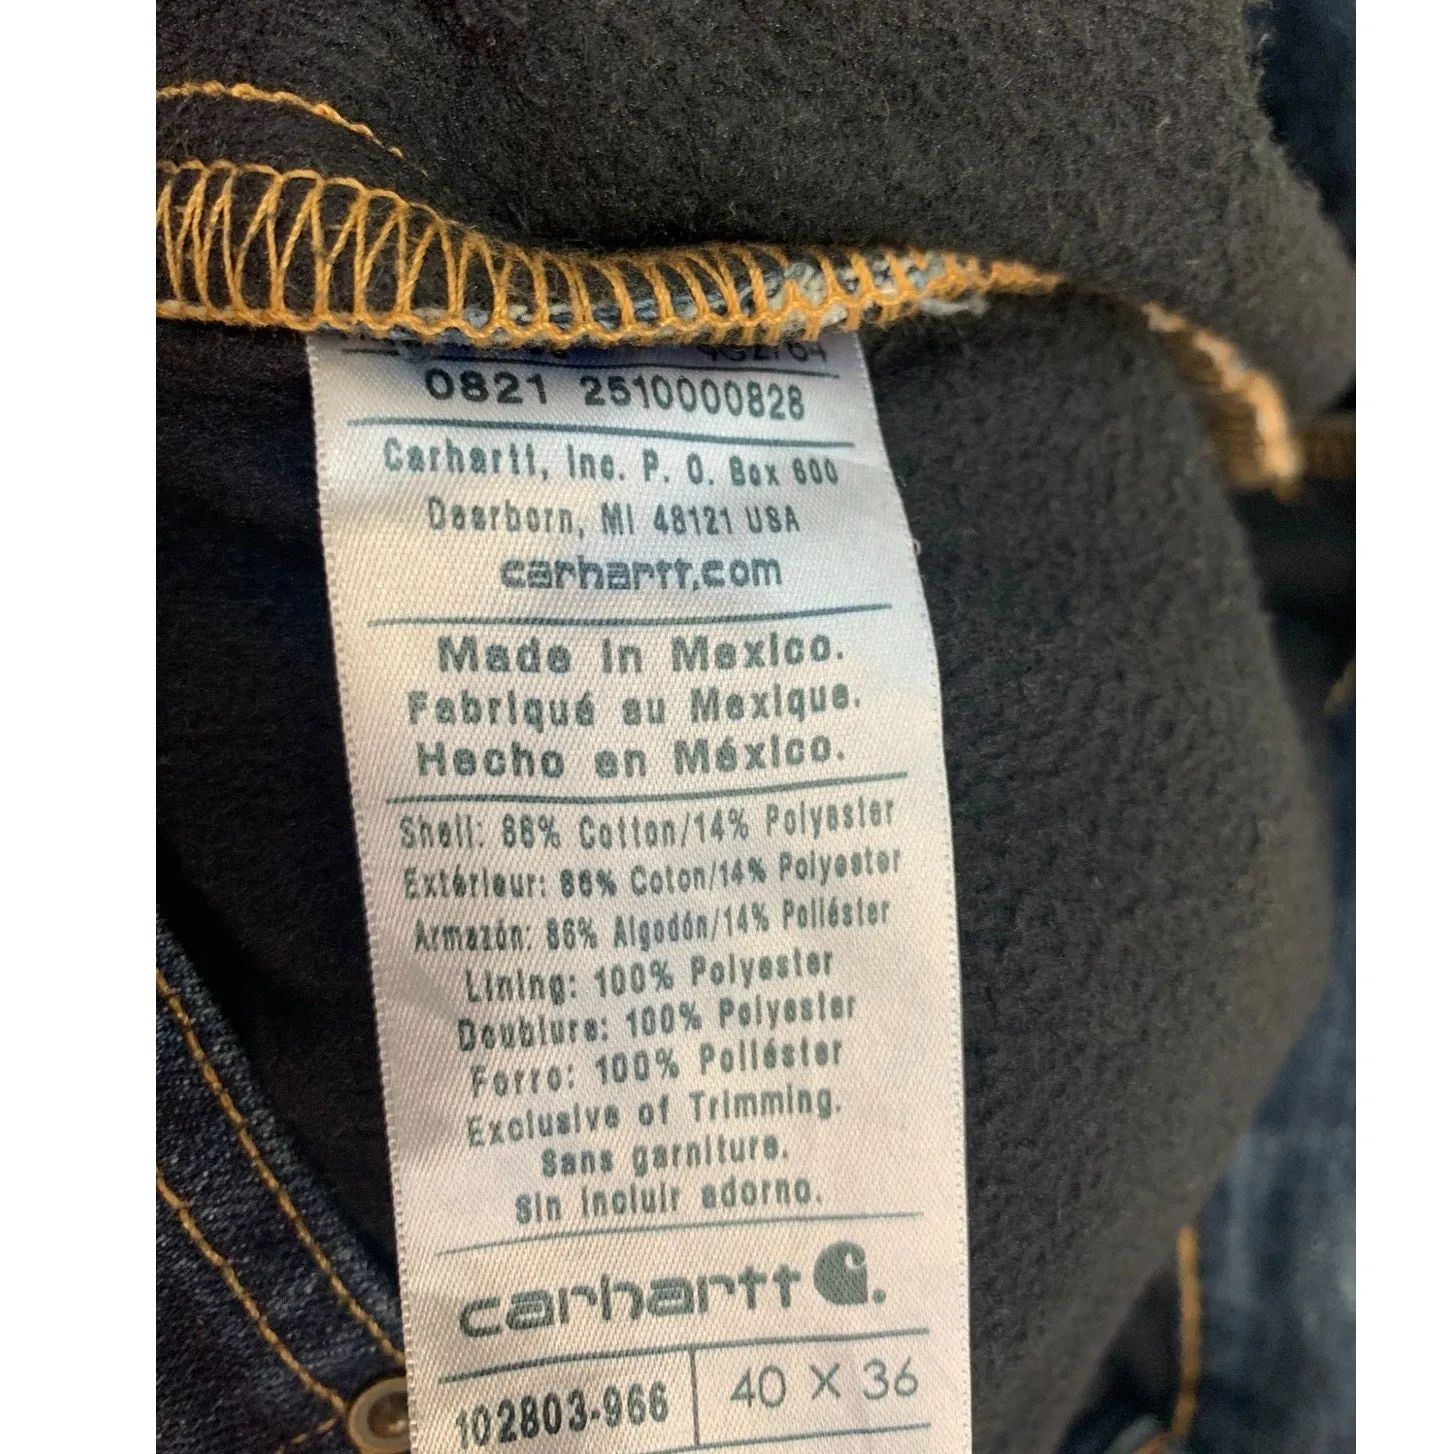 0821 2510000828
Carhartt, Inc. P. O. Box 600
Dearborn, MI 48121 USA
carhartt.com
Made in Mexico.
Fabriqué au Mexique.
Hecho en México.
Shell: 86% Cotton/14% Polyester
Extérieur: 86% Coton/14% Polyester
Armazón: 86% Algodón/14% Poliéster
Lining: 100% Polyester
Doublure: 100% Polyester
Forro: 100% Poliéster
Exclusive of Trimming.
Sans garniture.
Sin incluir adorno.
carhartt
102803-966 40 X 36